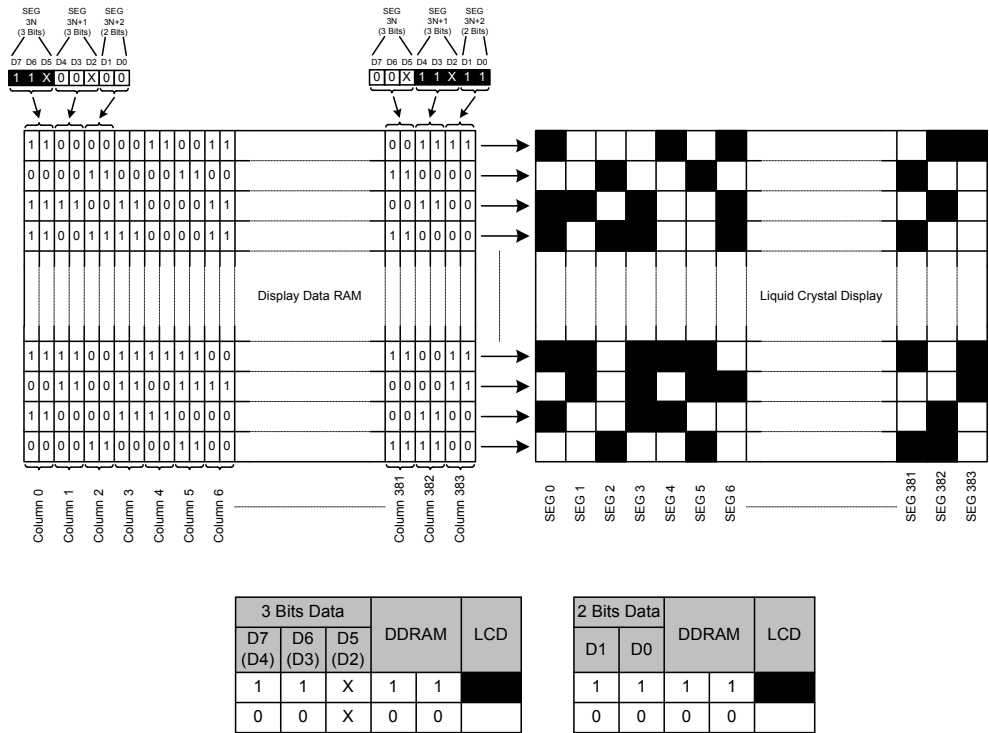 SEG SEG SEG SEG SEG SEG
3N 3N+1 3N+2 3N 3N+1 3N+2
(3 Bits) (3 Bits) (2 Bits) (3 Bits) (3 Bits) (2 Bits)
D7 D6 D5 D4 D3 D2 D1 D0 D7 D6 D5 D4 D3 D2 D1 D0
1 1 X 0 0 X 0 0 0 0 X 1 1 X 1 1
1 1 0 0 0 0 0 0 1 1 0 0 1 1 0 0 1 1 1 1
0 0 0 0 1 1 0 0 0 0 1 1 0 0 1 1 0 0 0 0
1 1 1 1 0 0 1 1 0 0 0 0 1 1 0 0 1 1 0 0
1 1 0 0 1 1 1 1 0 0 0 0 1 1 1 1 0 0 0 0
Display Data RAM Liquid Crystal Display
1 1 1 1 0 0 1 1 1 1 1 1 0 0 1 1 0 0 1 1
0 0 1 1 0 0 1 1 0 0 1 1 1 1 0 0 0 0 1 1
1 1 0 0 0 0 1 1 1 1 0 0 0 0 0 0 1 1 0 0
0 0 0 0 1 1 0 0 0 0 1 1 0 0 1 1 1 1 0 0
Column 0 Column 1 Column 2 Column 3 Column 4 Column 5 Column 6 Column 381 Column 382 Column 383 SEG 0 SEG 1 SEG 2 SEG 3 SEG 4 SEG 5 SEG 6 SEG 381 SEG 382 SEG 383
3 Bits Data DDRAM LCD
D7 D6 D5
(D4) (D3) (D2)
1 1 X 1 1
0 0 X 0 0
2 Bits Data DDRAM LCD
D1 D0
1 1 1 1
0 0 0 0